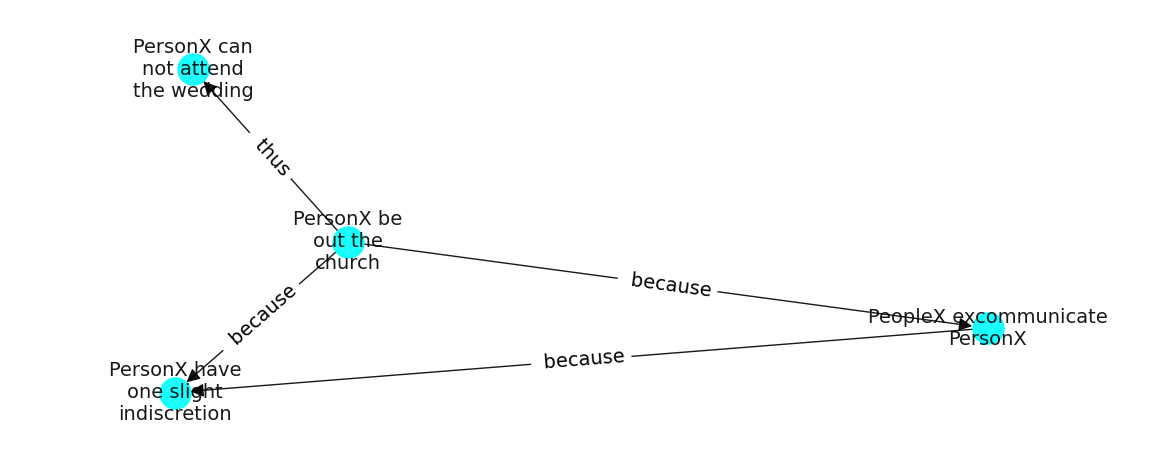 PersonX can
not attend
the wedding
thus
PersonX be
out the
church
because
because
PeopleX excommunicate
PersonX
because
PersonX have
one slight
indiscretion